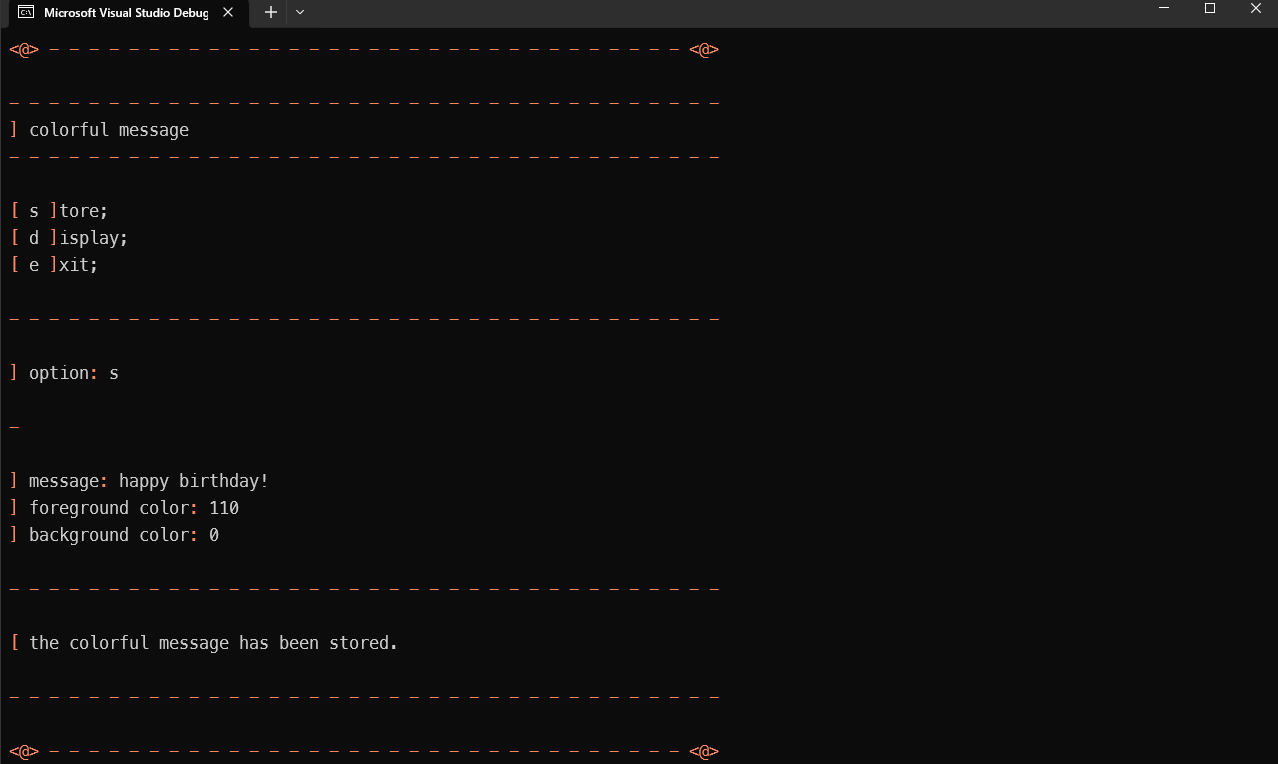 Microsoft Visual Studio Debug
<@> _ _ _ _ _ _ _ _ _ _ _ _ _ _ _ _ _ _ _ _ _ _ _ _ _ _ _ _ _ _ _ _ <@>
_ _ _ _ _ _ _ _ _ _ _ _ _ _ _ _ _ _ _ _ _ _ _ _ _ _ _ _ _ _ _ _ _ _ _ _
] colorful message
_ _ _ _ _ _ _ _ _ _ _ _ _ _ _ _ _ _ _ _ _ _ _ _ _ _ _ _ _ _ _ _ _ _ _ _
[ s ]tore;
[ d ]isplay;
[ e ]xit;
_ _ _ _ _ _ _ _ _ _ _ _ _ _ _ _ _ _ _ _ _ _ _ _ _ _ _ _ _ _ _ _ _ _ _ _
] option: s
_
] message: happy birthday!
] foreground color: 110
] background color: 0
_ _ _ _ _ _ _ _ _ _ _ _ _ _ _ _ _ _ _ _ _ _ _ _ _ _ _ _ _ _ _ _ _ _ _ _
[ the colorful message has been stored.
_ _ _ _ _ _ _ _ _ _ _ _ _ _ _ _ _ _ _ _ _ _ _ _ _ _ _ _ _ _ _ _ _ _ _ _
<@> _ _ _ _ _ _ _ _ _ _ _ _ _ _ _ _ _ _ _ _ _ _ _ _ _ _ _ _ _ _ _ _ <@>